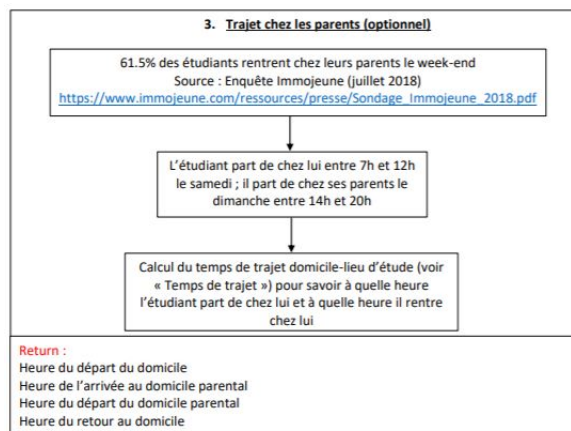 3. Trajet chez les parents (optionnel)
61.5% des étudiants rentrent chez leurs parents le week-end
Source : Enquête Immojeune (juillet 2018)
https://www.immojeune.com/ressources/presse/Sondage_Immojeune_2018.pdf
L'étudiant part de chez lui entre 7h et 12h
le samedi ; il part de chez ses parents le
dimanche entre 14h et 20h
Calcul du temps de trajet domicile-lieu d'étude (voir
« Temps de trajet ») pour savoir à quelle heure
l'étudiant part de chez lui et à quelle heure il rentre
chez lui
Return :
Heure du départ du domicile
Heure de l'arrivée au domicile parental
Heure du départ du domicile parental
Heure du retour au domicile